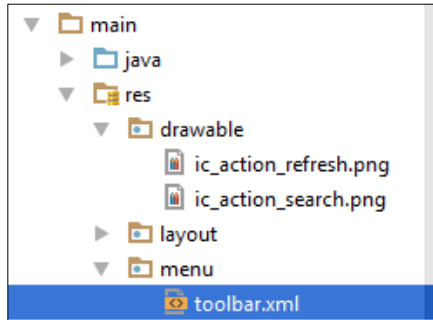 main
java
res
drawable
ic_action_refresh.png
ic_action_search.png
layout
menu
toolbar.xml